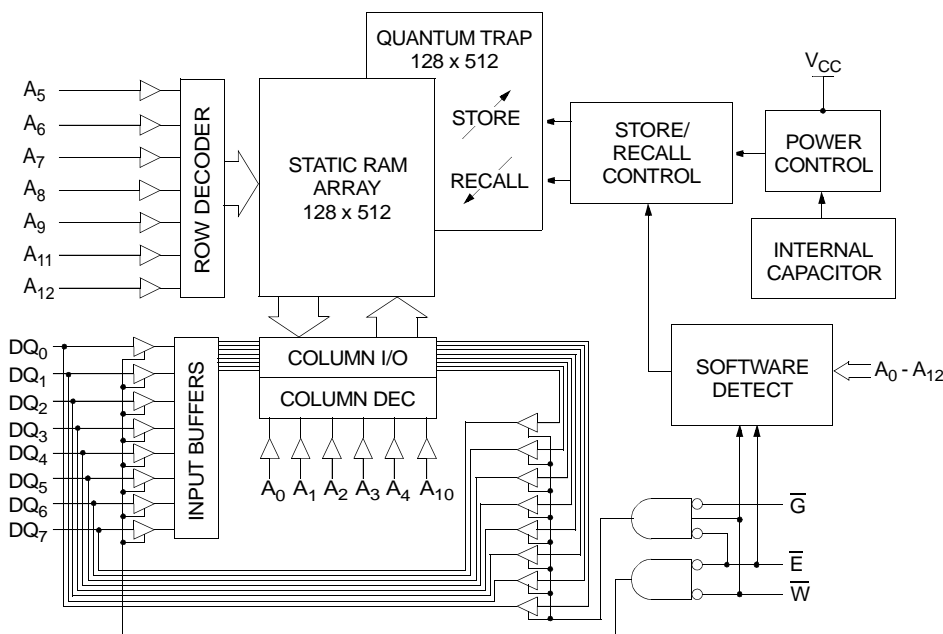 QUANTUM TRAP
128 x 512
STORE
RECALL
STATIC RAM
ARRAY
128 x 512
ROW DECODER
A5
A6
A7
A8
A9
A11
A12
STORE/
RECALL
CONTROL
VCC
POWER
CONTROL
INTERNAL
CAPACITOR
SOFTWARE
DETECT
A0 - A12
DQ0
DQ1
DQ2
DQ3
DQ4
DQ5
DQ6
DQ7
INPUT BUFFERS
COLUMN I/O
COLUMN DEC
A0 A1 A2 A3 A4 A10
G̅
E̅
W̅